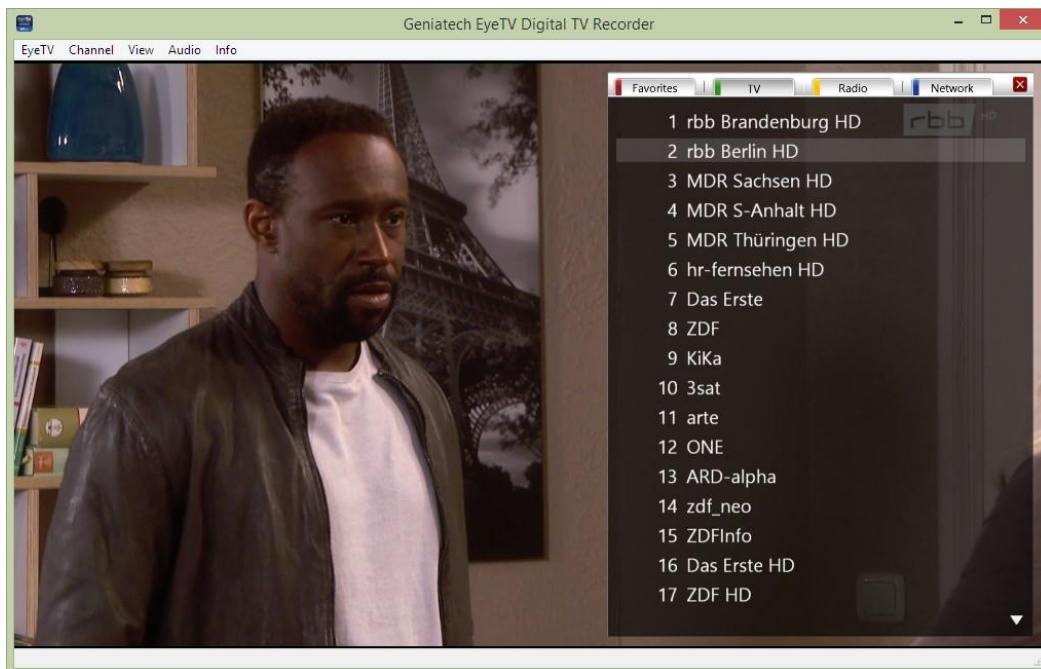 Geniatech EyeTV Digital TV Recorder
EyeTV Channel View Audio Info
Favorites TV Radio Network
rbb HD
1 rbb Brandenburg HD
2 rbb Berlin HD
3 MDR Sachsen HD
4 MDR S-Anhalt HD
5 MDR Thüringen HD
6 hr-fernsehen HD
7 Das Erste
8 ZDF
9 KiKa
10 3sat
11 arte
12 ONE
13 ARD-alpha
14 zdf_neo
15 ZDFInfo
16 Das Erste HD
17 ZDF HD